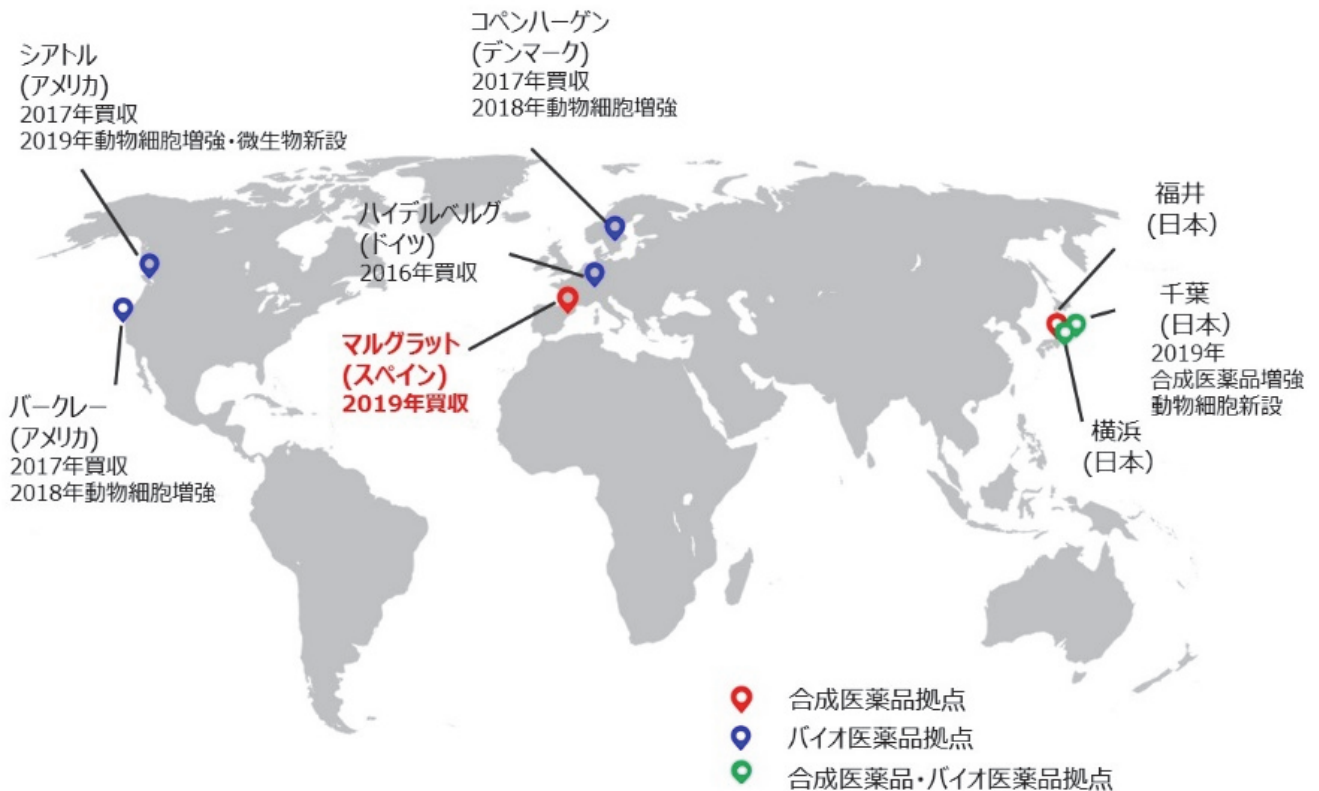 コペンハーゲン
(デンマーク)
2017年買収
2018年動物細胞増強
シアトル
(アメリカ)
2017年買収
2019年動物細胞増強・微生物新設
ハイデルベルグ
(ドイツ)
2016年買収
福井
(日本)
千葉
(日本)
2019年
合成医薬品増強
動物細胞新設
マルグラット
(スペイン)
2019年買収
バークレー
(アメリカ)
2017年買収
2018年動物細胞増強
横浜
(日本)
合成医薬品拠点
バイオ医薬品拠点
合成医薬品・バイオ医薬品拠点